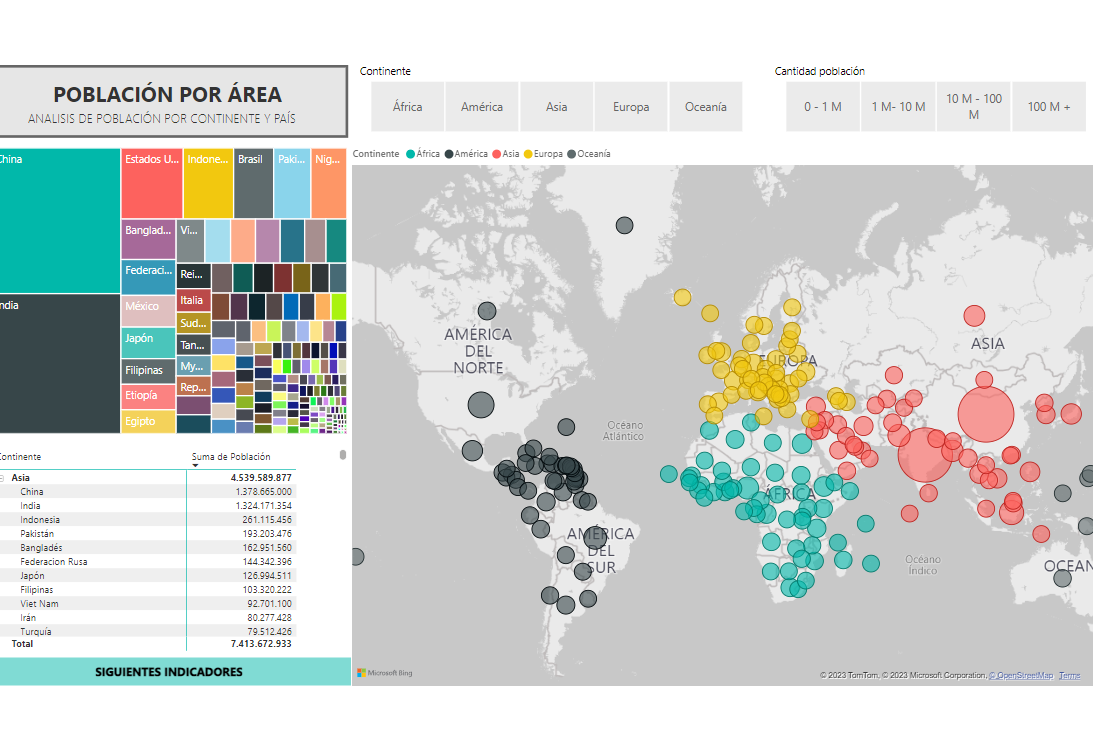 POBLACIÓN POR ÁREA
ANALISIS DE POBLACIÓN POR CONTINENTE Y PAÍS
Continente
África
América
Asia
Europa
Oceanía
Cantidad población
0 - 1 M
1 M- 10 M
10 M - 100
M
100 M +
China
Estados U...
Indone...
Brasil
Paki...
Nig...
Banglad...
Vi...
Federaci...
Rei...
ndia
México
Italia
Sud...
Japón
Tan...
Filipinas
My...
Etiopía
Rep...
Egipto
Continente África América Asia Europa Oceanía
AMÉRICA
DEL
NORTE
EUROPA
ASIA
Océano
Atlántico
ÁFRICA
AMÉRICA
DEL
SUR
Océano
Índico
OCEAN
Microsoft Bing
© 2023 TomTom, © 2023 Microsoft Corporation, © OpenStreetMap Terms
Continente Suma de Población
Asia 4.539.589.877
China 1.378.665.000
India 1.324.171.354
Indonesia 261.115.456
Pakistán 193.203.476
Bangladés 162.951.560
Federacion Rusa 144.342.396
Japón 126.994.511
Filipinas 103.320.222
Viet Nam 92.701.100
Irán 80.277.428
Turquía 79.512.426
Total 7.413.672.933
SIGUIENTES INDICADORES